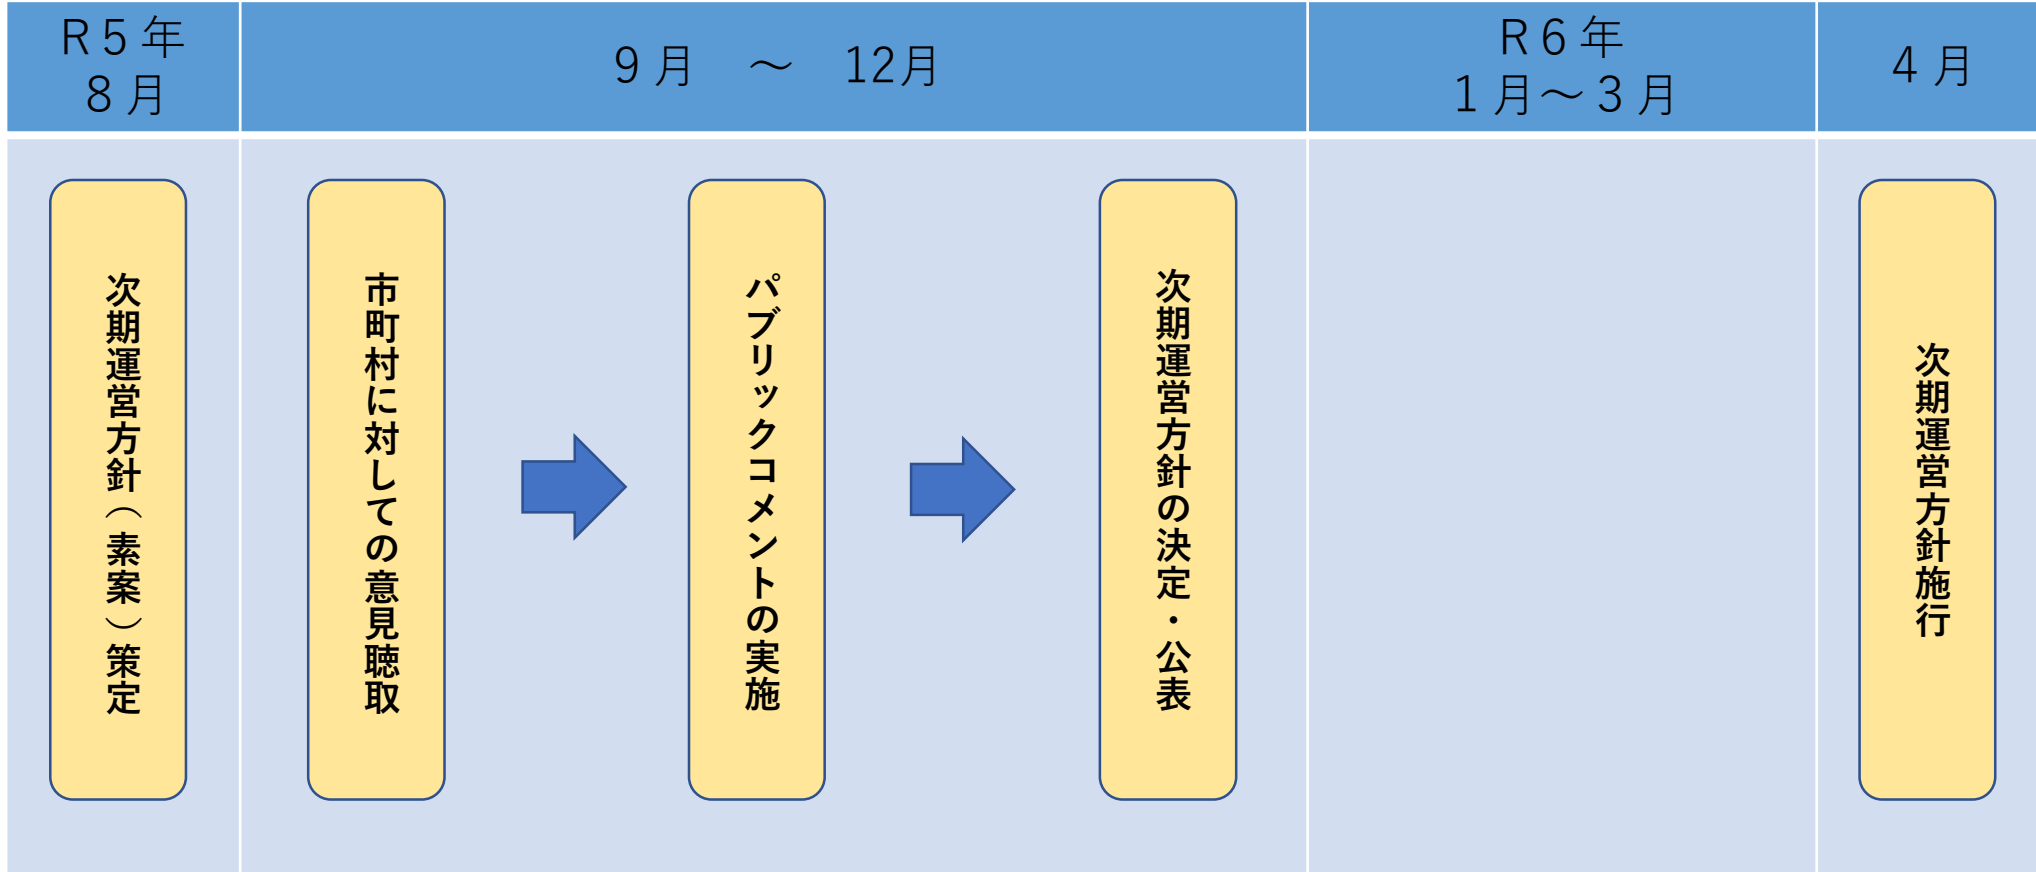 R5年
8月
9月　～　12月
R6年
1月～3月
4月
次期運営方針（素案）策定
市町村に対しての意見聴取
パブリックコメントの実施
次期運営方針の決定・公表
次期運営方針施行